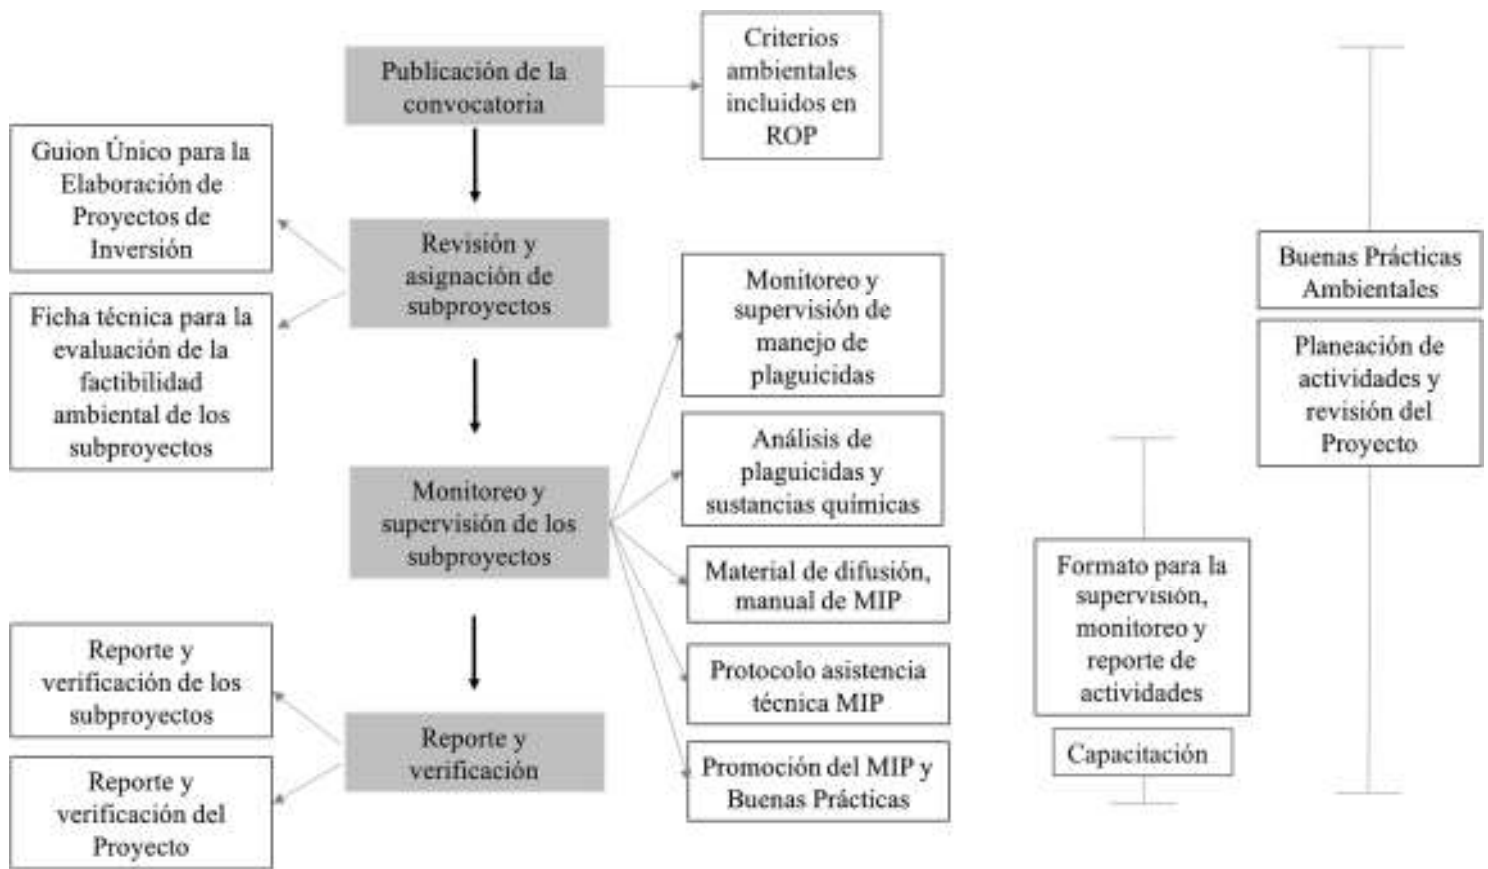 Publicación de la
convocatoria
Criterios
ambientales
incluidos en
ROP
Guion Único para la
Elaboración de
Proyectos de
Inversión
Ficha técnica para la
evaluación de la
factibilidad
ambiental de los
subproyectos
Revisión y
asignación de
subproyectos
Monitoreo y
supervisión de
manejo de
plaguicidas
Análisis de
plaguicidas y
sustancias químicas
Monitoreo y
supervisión de los
subproyectos
Material de difusión,
manual de MIP
Protocolo asistencia
técnica MIP
Promoción del MIP y
Buenas Prácticas
Reporte y
verificación de los
subproyectos
Reporte y
verificación del
Proyecto
Reporte y
verificación
Formato para la
supervisión,
monitoreo y
reporte de
actividades
Capacitación
Buenas Prácticas
Ambientales
Planeación de
actividades y
revisión del
Proyecto